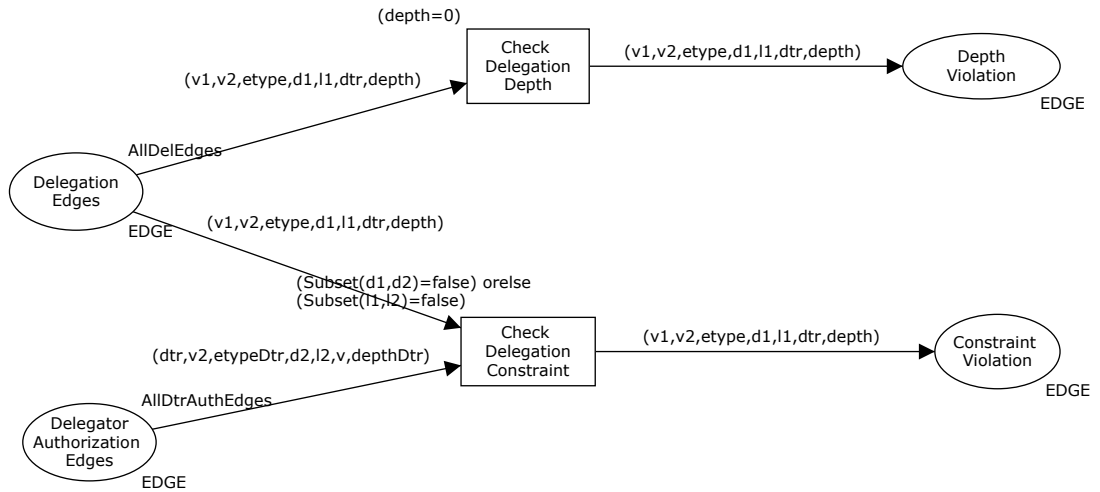 (depth=0)
Check
Delegation
Depth
(v1,v2,etype,d1,l1,dtr,depth)
Depth
Violation
EDGE
(v1,v2,etype,d1,l1,dtr,depth)
AllDelEdges
Delegation
Edges
EDGE
(v1,v2,etype,d1,l1,dtr,depth)
(Subset(d1,d2)=false) orelse
(Subset(l1,l2)=false)
Check
Delegation
Constraint
(v1,v2,etype,d1,l1,dtr,depth)
Constraint
Violation
EDGE
(dtr,v2,etypeDtr,d2,l2,v,depthDtr)
AllDtrAuthEdges
Delegator
Authorization
Edges
EDGE